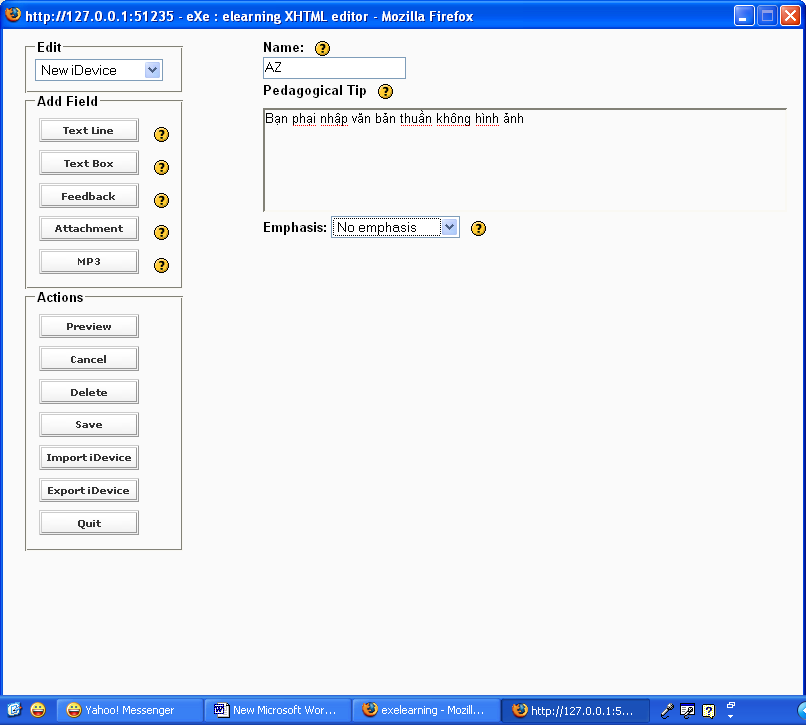 http://127.0.0.1:51235 - eXe : elearning XHTML editor - Mozilla Firefox
Edit
New iDevice
Add Field
Text Line
Text Box
Feedback
Attachment
MP3
Actions
Preview
Cancel
Delete
Save
Import iDevice
Export iDevice
Quit
Name:
AZ
Pedagogical Tip
Bạn phại nhập văn bản thuần không hình ảnh
Emphasis: No emphasis
Yahoo! Messenger
New Microsoft Wor...
exelearning - Mozill...
http://127.0.0.1:5...